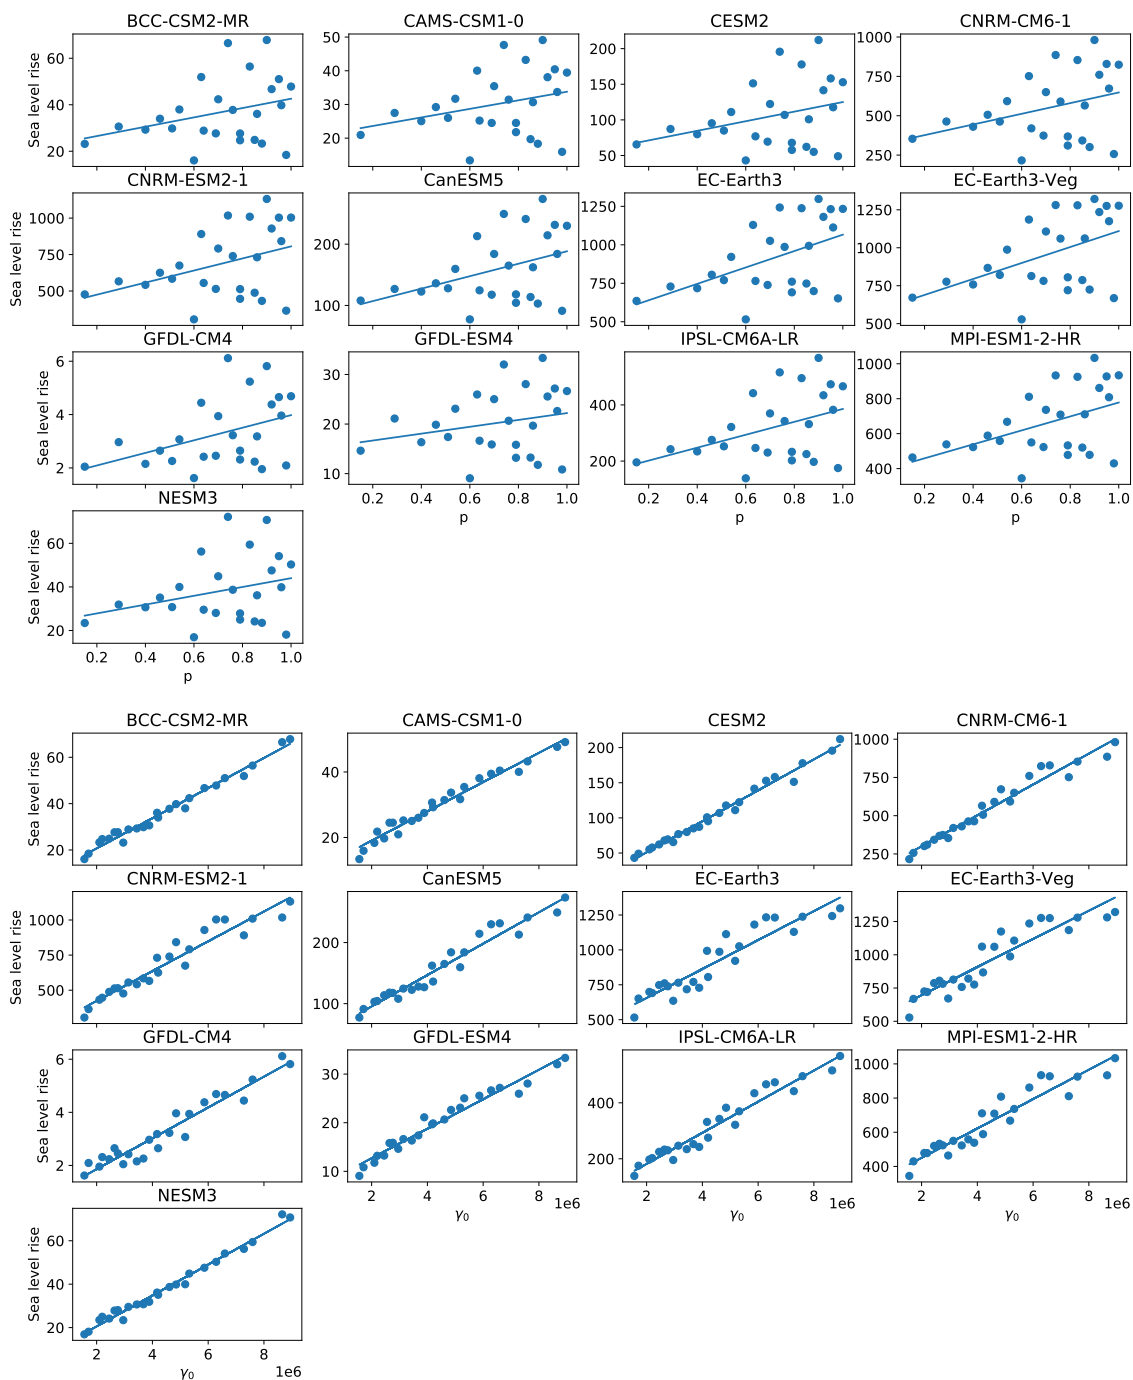 BCC-CSM2-MR CAMS-CSM1-0 CESM2 CNRM-CM6-1
Sea level rise
60 40 20
50 40 30 20
200 150 100 50
1000 750 500 250
CNRM-ESM2-1 CanESM5 EC-Earth3 EC-Earth3-Veg
Sea level rise
1000 750 500
200 100
1250 1000 750 500
1250 1000 750 500
GFDL-CM4 GFDL-ESM4 IPSL-CM6A-LR MPI-ESM1-2-HR
Sea level rise
6 4 2
30 20 10
400 200
1000 800 600 400
0.2 0.4 0.6 0.8 1.0 0.2 0.4 0.6 0.8 1.0 0.2 0.4 0.6 0.8 1.0
p p p
NESM3
Sea level rise
60 40 20
0.2 0.4 0.6 0.8 1.0
p
BCC-CSM2-MR CAMS-CSM1-0 CESM2 CNRM-CM6-1
Sea level rise
60 40 20
40 20
200 150 100 50
1000 750 500 250
CNRM-ESM2-1 CanESM5 EC-Earth3 EC-Earth3-Veg
Sea level rise
1000 750 500
200 100
1250 1000 750 500
1250 1000 750 500
GFDL-CM4 GFDL-ESM4 IPSL-CM6A-LR MPI-ESM1-2-HR
Sea level rise
6 4 2
30 20 10
400 200
1000 800 600 400
2 4 6 8 2 4 6 8 2 4 6 8
1e6 1e6 1e6
γ₀ γ₀ γ₀
NESM3
Sea level rise
60 40 20
2 4 6 8
γ₀ 1e6